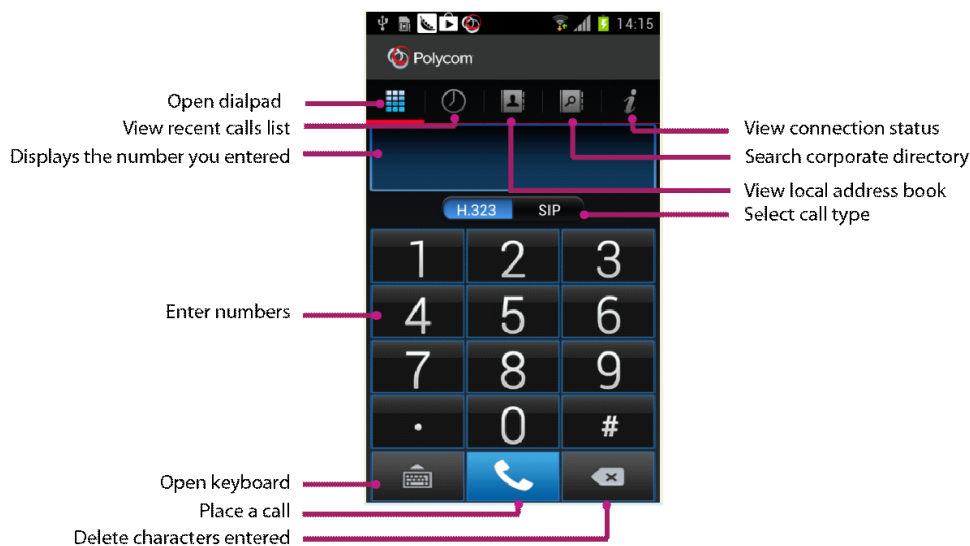 14:15
Polycom
Open dialpad
View recent calls list
Displays the number you entered
View connection status
Search corporate directory
View local address book
Select call type
H.323 SIP
1 2 3
Enter numbers
4 5 6
7 8 9
. 0 #
Open keyboard
Place a call
Delete characters entered